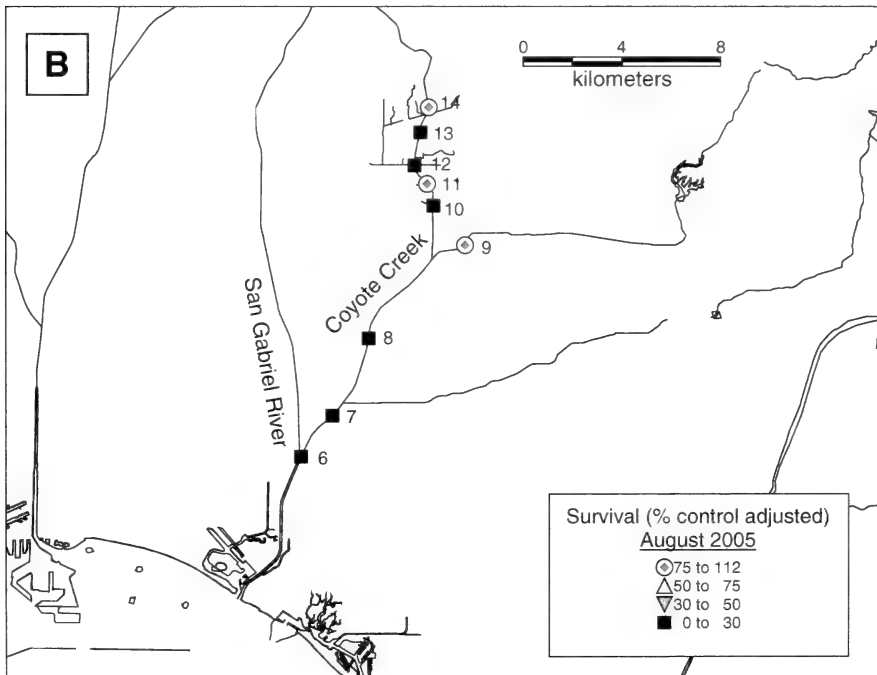 B
0 4 8
kilometers
14
13
12
11
10
9
Coyote Creek
San Gabriel River
8
7
6
Survival (% control adjusted)
August 2005
75 to 112
50 to 75
30 to 50
0 to 30